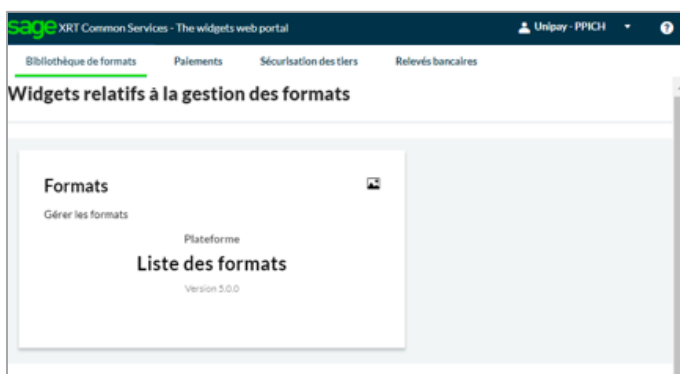 sage XRT Common Services - The widgets web portal
Unipay - PPICH
Bibliothèque de formats Paiements Sécurisation des tiers Relevés bancaires
Widgets relatifs à la gestion des formats
Formats
Gérer les formats
Plateforme
Liste des formats
Version 5.0.0